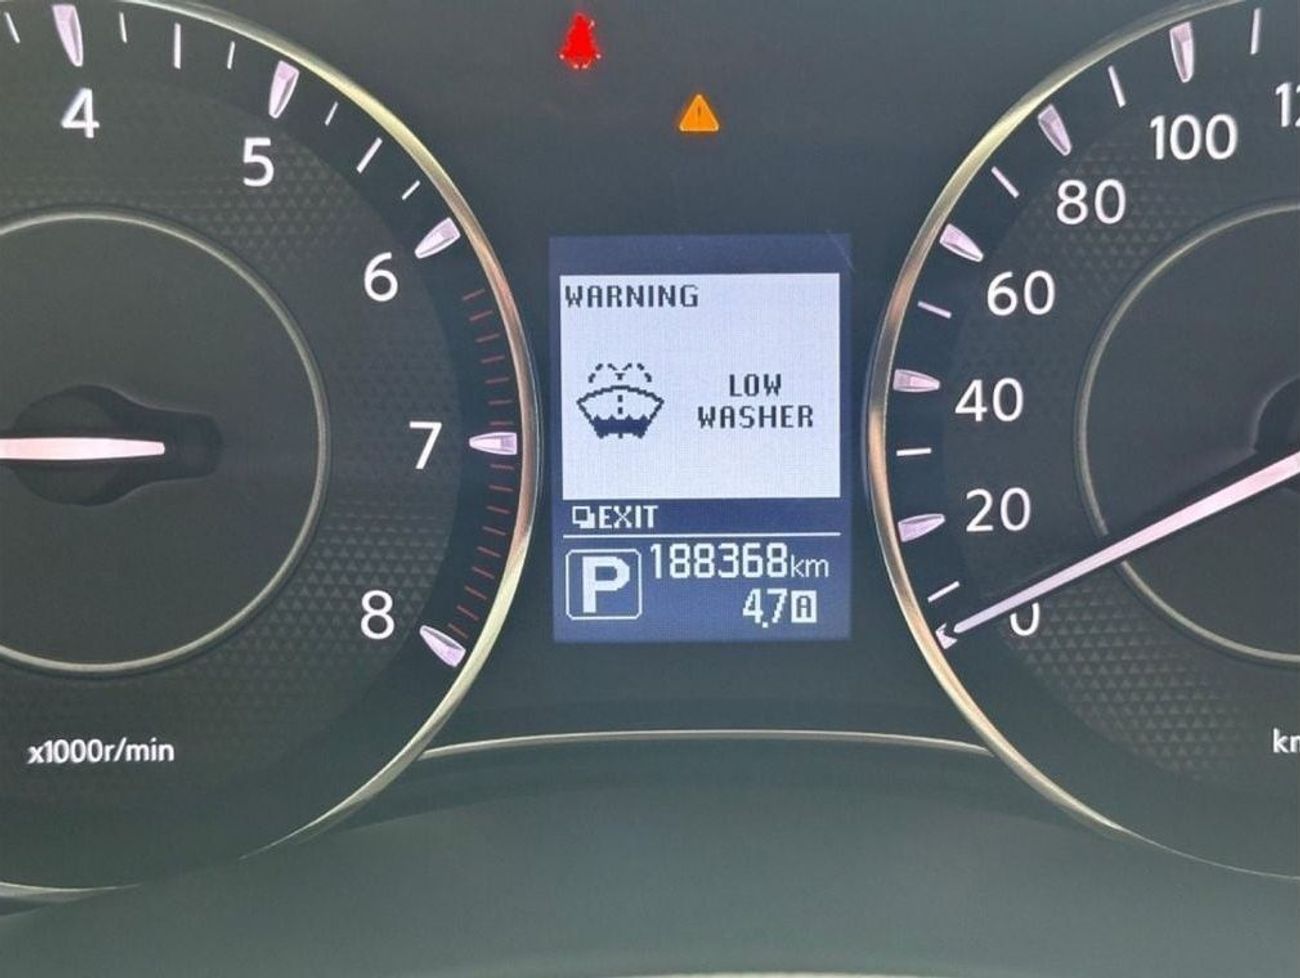 4
5
6
7
8
x1000r/min
WARNING
LOW
WASHER
EXIT
P
188368km
4.7 A
100
80
60
40
20
0